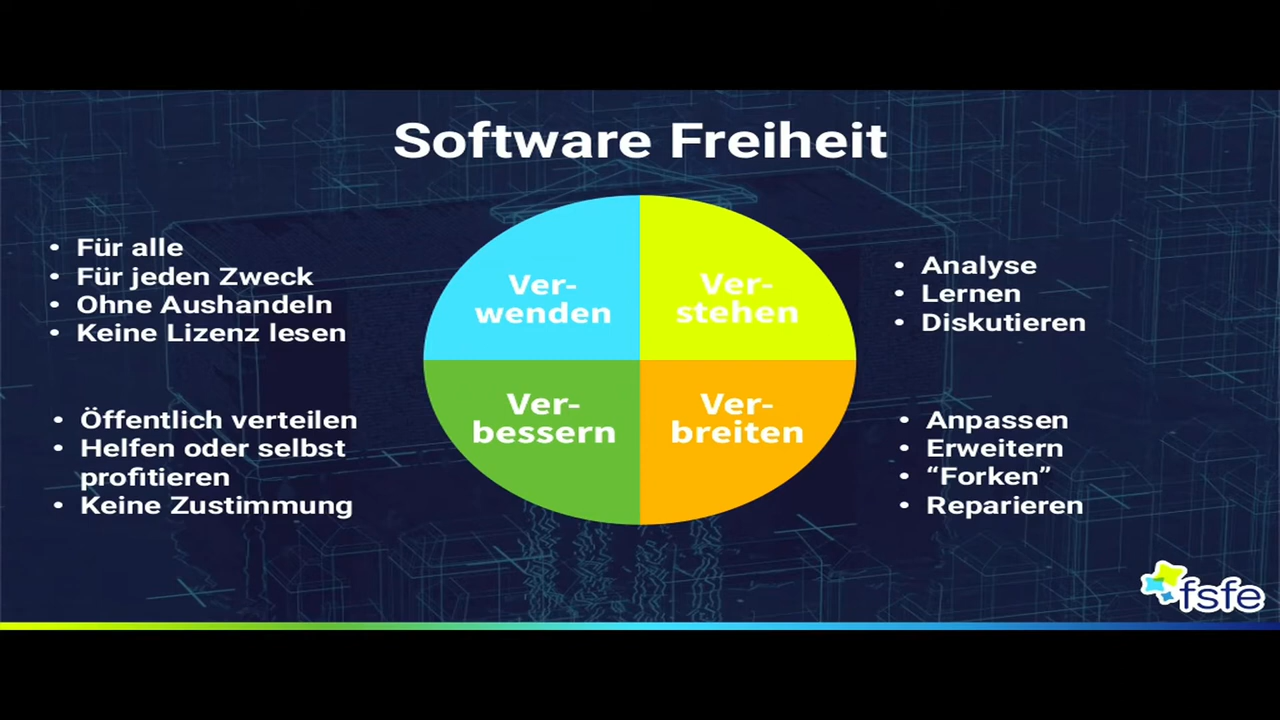 Software Freiheit
• Für alle
• Für jeden Zweck
• Ohne Aushandeln
• Keine Lizenz lesen
Ver-
wenden
Ver-
stehen
• Analyse
• Lernen
• Diskutieren
• Öffentlich verteilen
• Helfen oder selbst
profitieren
• Keine Zustimmung
Ver-
bessern
Ver-
breiten
• Anpassen
• Erweitern
• “Forken”
• Reparieren
fsfe